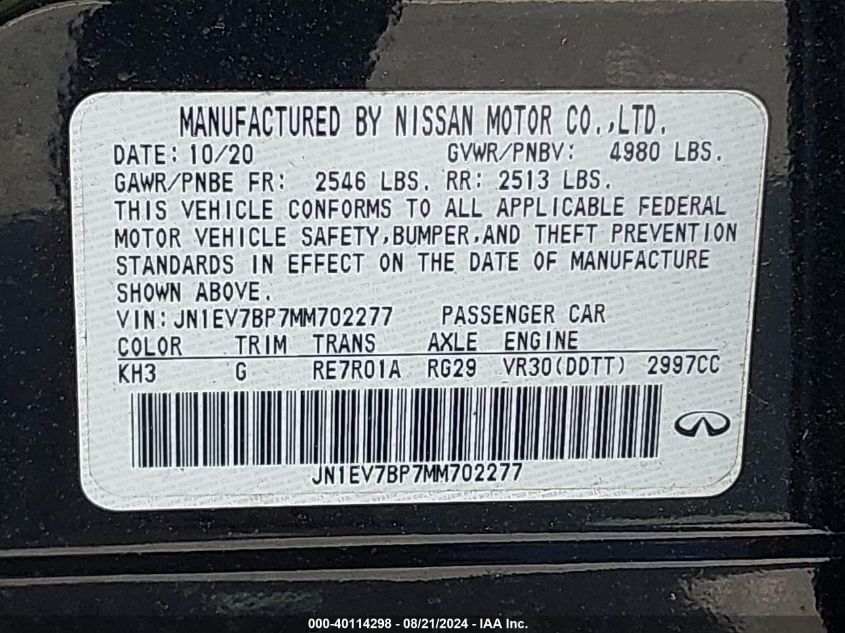 MANUFACTURED BY NISSAN MOTOR CO.,LTD.
DATE: 10/20 GVWR/PNBV: 4980 LBS.
GAWR/PNBE FR: 2546 LBS. RR: 2513 LBS.
THIS VEHICLE CONFORMS TO ALL APPLICABLE FEDERAL
MOTOR VEHICLE SAFETY,BUMPER,AND THEFT PREVENTION
STANDARDS IN EFFECT ON THE DATE OF MANUFACTURE
SHOWN ABOVE.
VIN: JN1EV7BP7MM702277 PASSENGER CAR
COLOR TRIM TRANS AXLE ENGINE
KH3 G RE7R01A RG29 VR30(DDTT) 2997CC
JN1EV7BP7MM702277
000-40114298 - 08/21/2024 - IAA Inc.